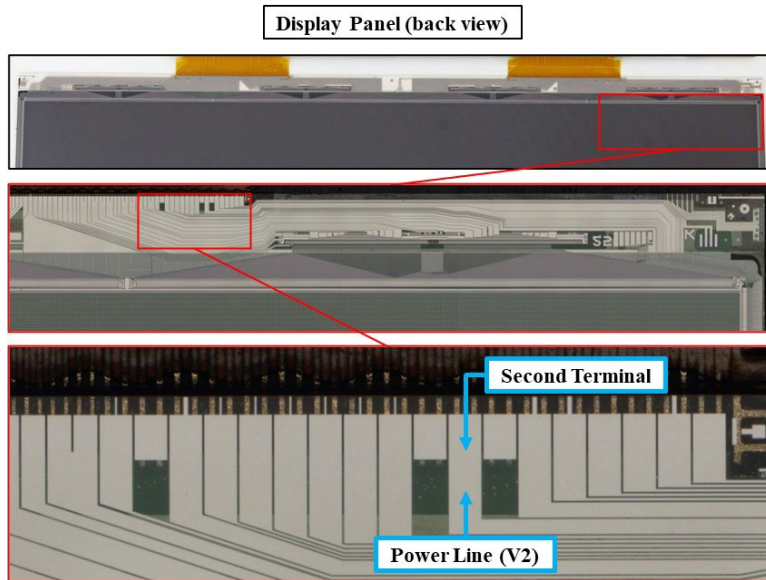 Display Panel (back view)
Second Terminal
Power Line (V2)